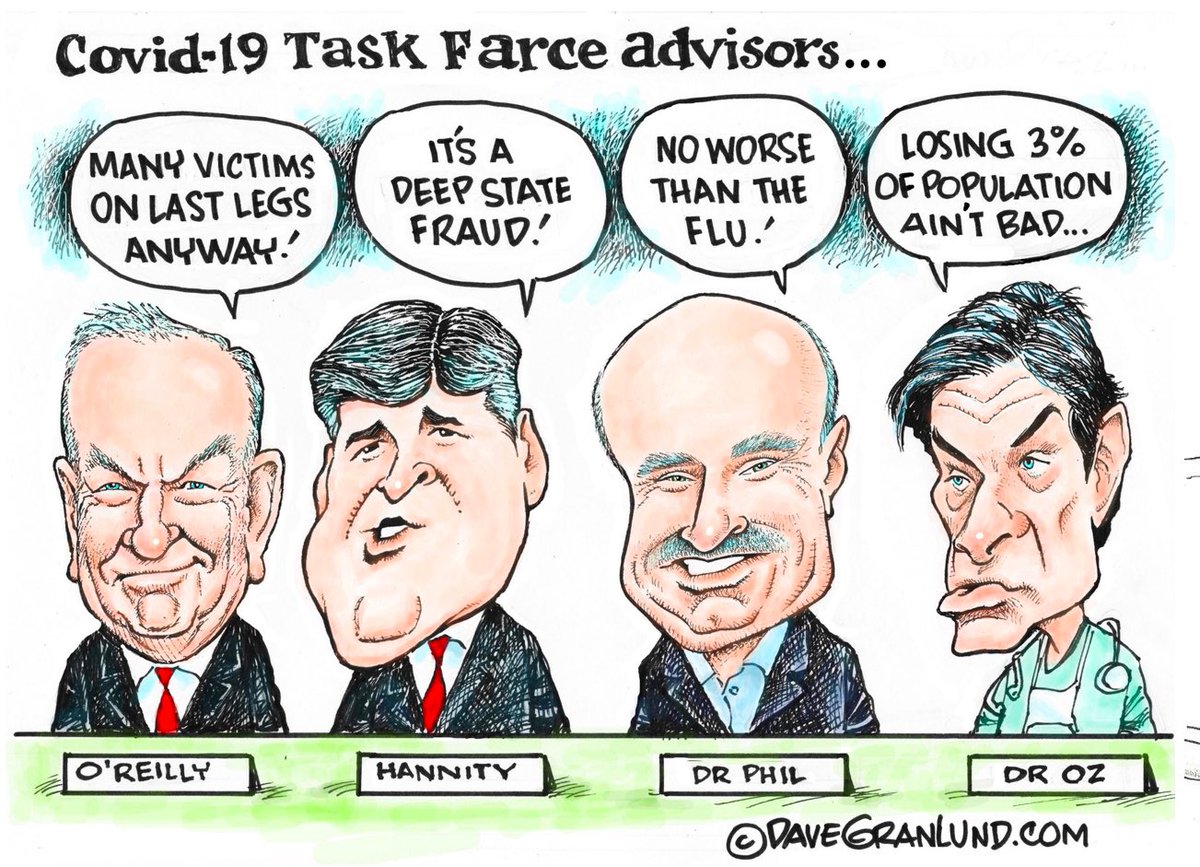 Covid-19 Task Farce advisors...
MANY VICTIMS
ON LAST LEGS
ANYWAY!
IT'S A
DEEP STATE
FRAUD!
NO WORSE
THAN THE
FLU!
LOSING 3%
OF POPULATION
AIN'T BAD...
O'REILLY
HANNITY
DR PHIL
DR OZ
©DAVEGRANLUND.COM